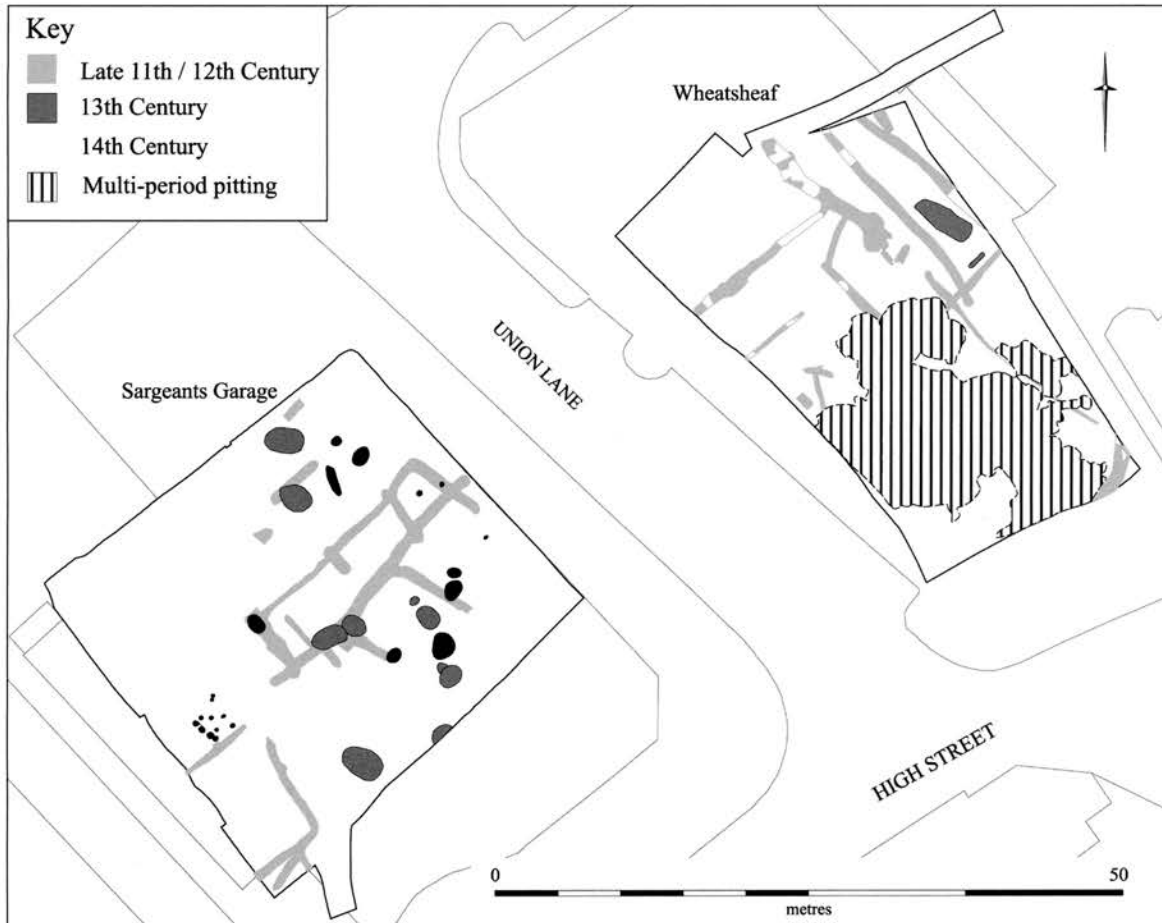 Key
Late 11th / 12th Century
13th Century
14th Century
Multi-period pitting
Wheatsheaf
UNION LANE
Sargeants Garage
HIGH STREET
0 50
metres